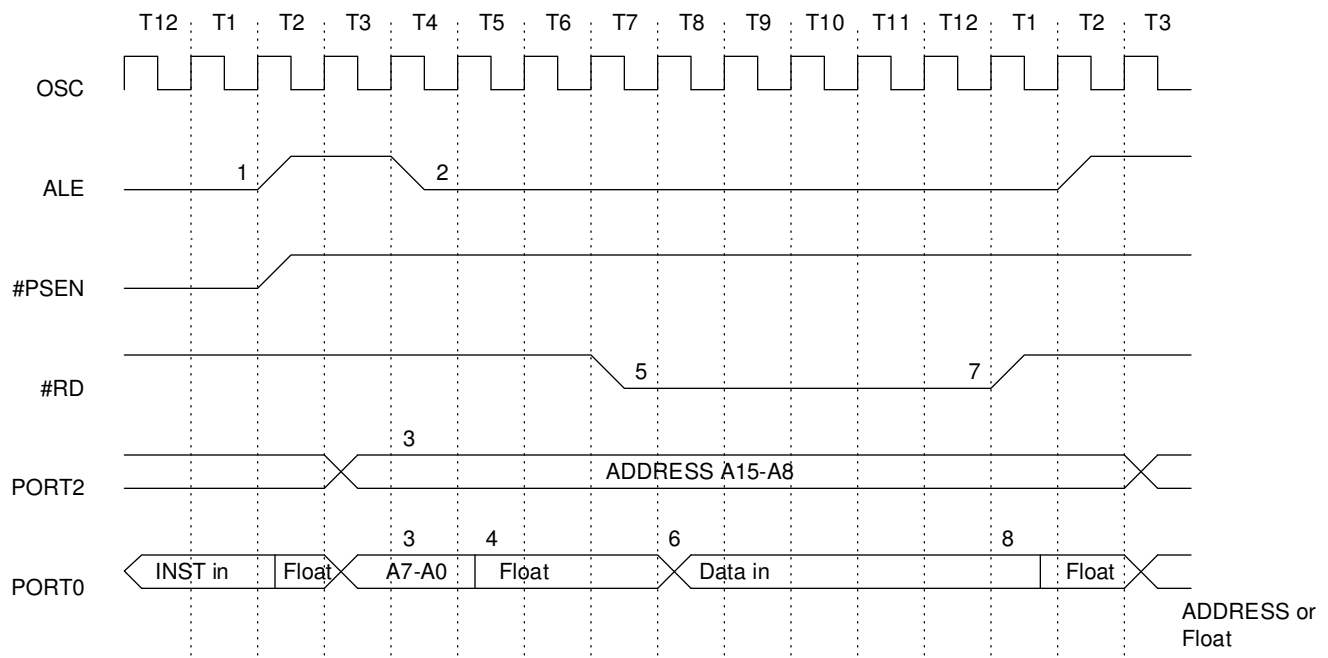 T12 T1 T2 T3 T4 T5 T6 T7 T8 T9 T10 T11 T12 T1 T2 T3
OSC
1 2
ALE
#PSEN
5 7
#RD
3
ADDRESS A15-A8
PORT2
3 4 6 8
INST in Float A7-A0 Float Data in Float
PORT0
ADDRESS or
Float